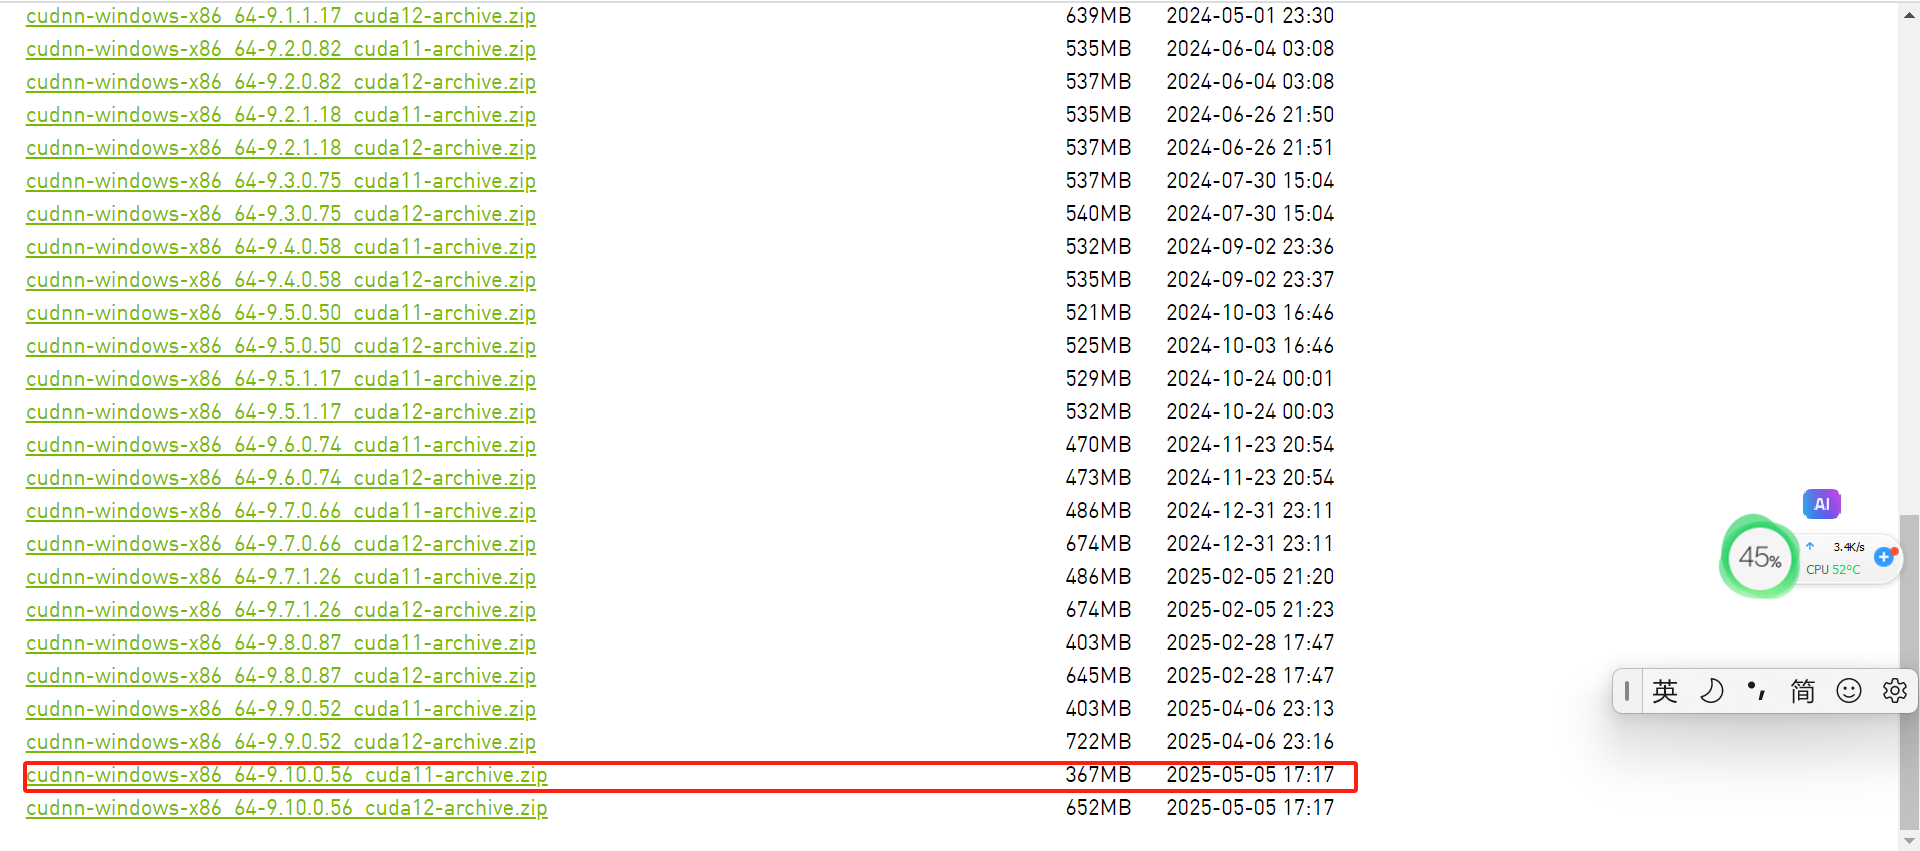 cudnn-windows-x86_64-9.1.1.17_cuda12-archive.zip 639MB 2024-05-01 23:30
cudnn-windows-x86_64-9.2.0.82_cuda11-archive.zip 535MB 2024-06-04 03:08
cudnn-windows-x86_64-9.2.0.82_cuda12-archive.zip 537MB 2024-06-04 03:08
cudnn-windows-x86_64-9.2.1.18_cuda11-archive.zip 535MB 2024-06-26 21:50
cudnn-windows-x86_64-9.2.1.18_cuda12-archive.zip 537MB 2024-06-26 21:51
cudnn-windows-x86_64-9.3.0.75_cuda11-archive.zip 537MB 2024-07-30 15:04
cudnn-windows-x86_64-9.3.0.75_cuda12-archive.zip 540MB 2024-07-30 15:04
cudnn-windows-x86_64-9.4.0.58_cuda11-archive.zip 532MB 2024-09-02 23:36
cudnn-windows-x86_64-9.4.0.58_cuda12-archive.zip 535MB 2024-09-02 23:37
cudnn-windows-x86_64-9.5.0.50_cuda11-archive.zip 521MB 2024-10-03 16:46
cudnn-windows-x86_64-9.5.0.50_cuda12-archive.zip 525MB 2024-10-03 16:46
cudnn-windows-x86_64-9.5.1.17_cuda11-archive.zip 529MB 2024-10-24 00:01
cudnn-windows-x86_64-9.5.1.17_cuda12-archive.zip 532MB 2024-10-24 00:03
cudnn-windows-x86_64-9.6.0.74_cuda11-archive.zip 470MB 2024-11-23 20:54
cudnn-windows-x86_64-9.6.0.74_cuda12-archive.zip 473MB 2024-11-23 20:54
cudnn-windows-x86_64-9.7.0.66_cuda11-archive.zip 486MB 2024-12-31 23:11
cudnn-windows-x86_64-9.7.0.66_cuda12-archive.zip 674MB 2024-12-31 23:11
cudnn-windows-x86_64-9.7.1.26_cuda11-archive.zip 486MB 2025-02-05 21:20
cudnn-windows-x86_64-9.7.1.26_cuda12-archive.zip 674MB 2025-02-05 21:23
cudnn-windows-x86_64-9.8.0.87_cuda11-archive.zip 403MB 2025-02-28 17:47
cudnn-windows-x86_64-9.8.0.87_cuda12-archive.zip 645MB 2025-02-28 17:47
cudnn-windows-x86_64-9.9.0.52_cuda11-archive.zip 403MB 2025-04-06 23:13
cudnn-windows-x86_64-9.9.0.52_cuda12-archive.zip 722MB 2025-04-06 23:16
cudnn-windows-x86_64-9.10.0.56_cuda11-archive.zip 367MB 2025-05-05 17:17
cudnn-windows-x86_64-9.10.0.56_cuda12-archive.zip 652MB 2025-05-05 17:17
AI
45%
3.4K/s
CPU 52°C
英 简